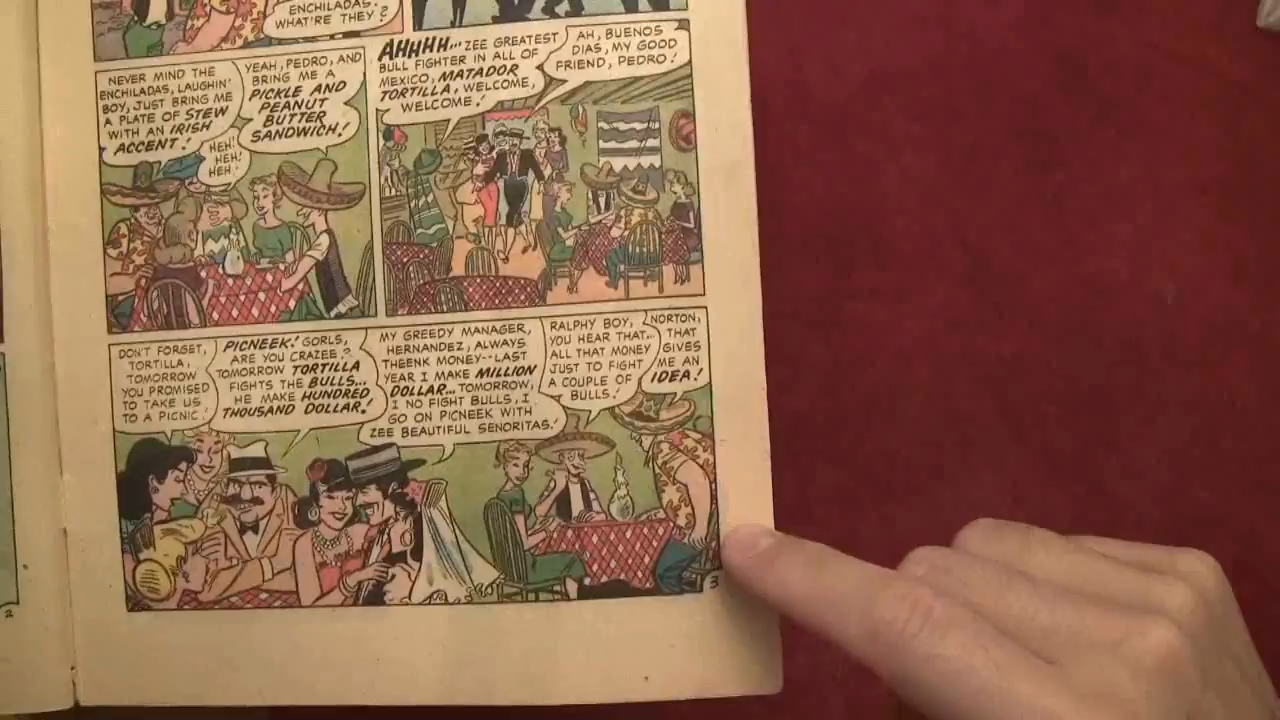 ENCHILADAS.
WHAT'RE THEY?
NEVER MIND THE
ENCHILADAS, LAUGHIN'
BOY, JUST BRING ME
A PLATE OF STEW
WITH AN IRISH
ACCENT!
HEH!
HEH!
HEH!
YEAH, PEDRO, AND
BRING ME A
PICKLE AND
PEANUT
BUTTER
SANDWICH!
AHHHH... ZEE GREATEST
BULL FIGHTER IN ALL OF
MEXICO, MATADOR
TORTILLA, WELCOME,
WELCOME!
AH, BUENOS
DIAS, MY GOOD
FRIEND, PEDRO!
DON'T FORGET,
TORTILLA,
TOMORROW
YOU PROMISED
TO TAKE US
TO A PICNIC!
PICNEEK! GORLS,
ARE YOU CRAZEE?
TOMORROW TORTILLA
FIGHTS THE BULLS...
HE MAKE HUNDRED
THOUSAND DOLLAR!
MY GREEDY MANAGER,
HERNANDEZ, ALWAYS
THEENK MONEY--LAST
YEAR I MAKE MILLION
DOLLAR... TOMORROW,
I NO FIGHT BULLS, I
GO ON PICNEEK WITH
ZEE BEAUTIFUL SENORITAS!
RALPHY BOY,
YOU HEAR THAT...
ALL THAT MONEY
JUST TO FIGHT
A COUPLE OF
BULLS!
NORTON,
THAT
GIVES
ME AN
IDEA!
3
2